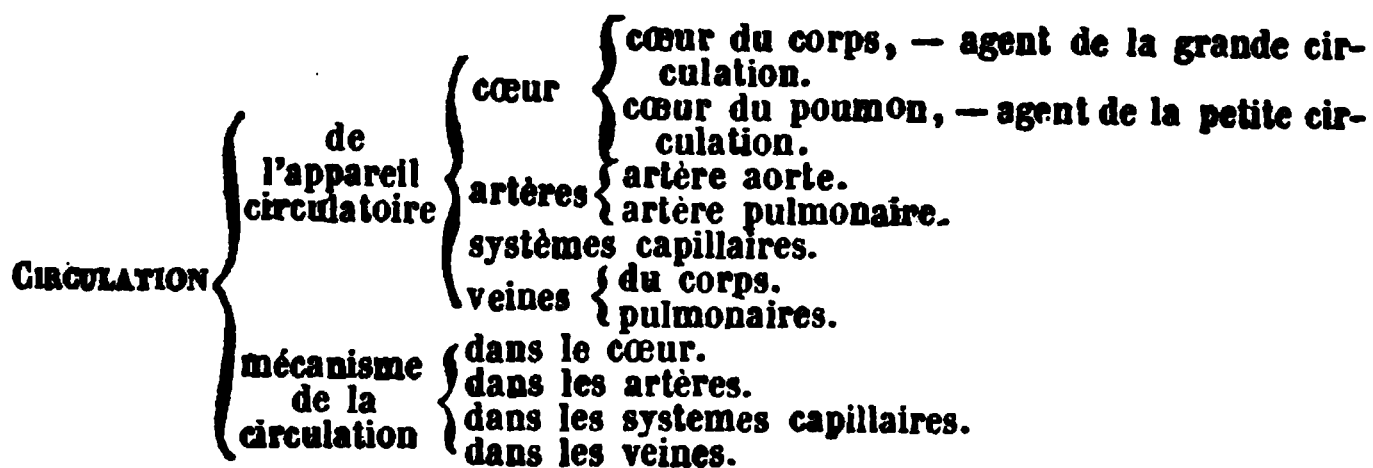 CIRCULATION
de
l'appareil
circulatoire
cœur
cœur du corps, — agent de la grande cir-
culation.
cœur du poumon, — agent de la petite cir-
culation.
artères
artère aorte.
artère pulmonaire.
systèmes capillaires.
veines
du corps.
pulmonaires.
mécanisme
de la
circulation
dans le cœur.
dans les artères.
dans les systemes capillaires.
dans les veines.